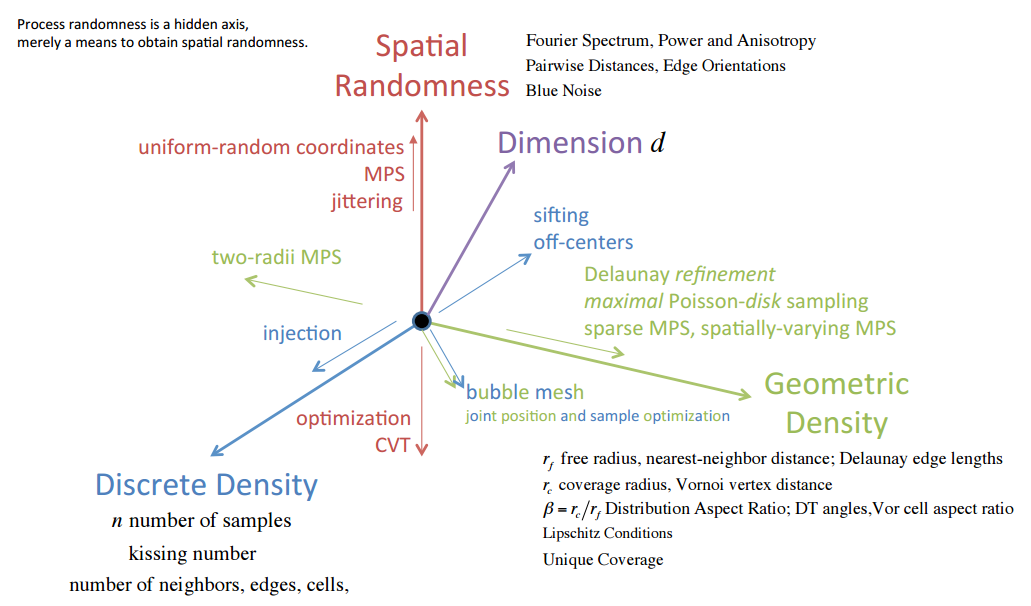 Process randomness is a hidden axis,
merely a means to obtain spatial randomness.
Spatial
Randomness
Fourier Spectrum, Power and Anisotropy
Pairwise Distances, Edge Orientations
Blue Noise
uniform-random coordinates
MPS
jittering
Dimension d
sifting
off-centers
two-radii MPS
Delaunay refinement
maximal Poisson-disk sampling
sparse MPS, spatially-varying MPS
injection
bubble mesh
joint position and sample optimization
optimization
CVT
Geometric
Density
Discrete Density
n number of samples
kissing number
number of neighbors, edges, cells,
r_f free radius, nearest-neighbor distance; Delaunay edge lengths
r_c coverage radius, Vornoi vertex distance
β = r_c/r_f Distribution Aspect Ratio; DT angles,Vor cell aspect ratio
Lipschitz Conditions
Unique Coverage